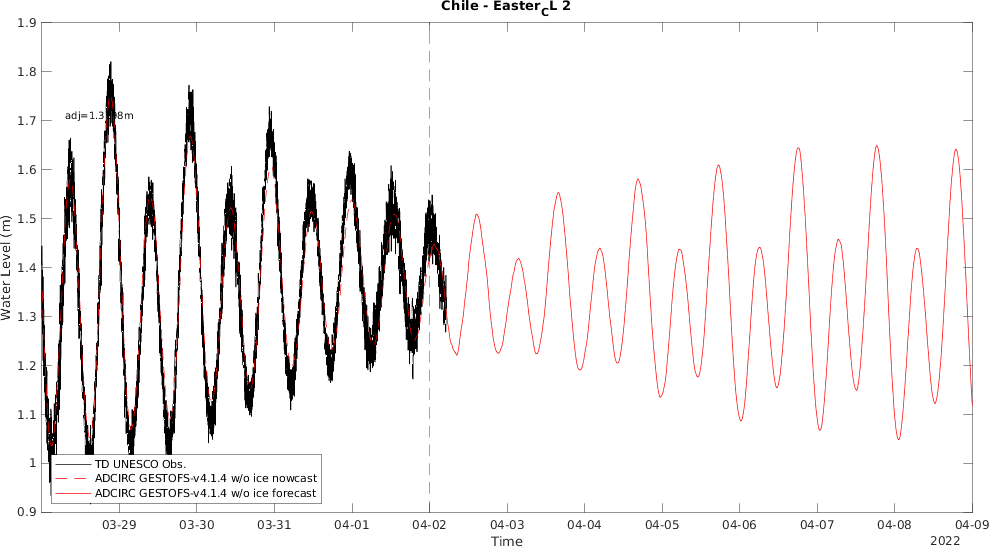 Chile - Easter_CL 2
1.9
1.8
1.7
1.6
1.5
1.4
1.3
1.2
1.1
1
0.9
Water Level (m)
TD UNESCO Obs.
ADCIRC GESTOFS-v4.1.4 w/o ice nowcast
ADCIRC GESTOFS-v4.1.4 w/o ice forecast
03-29 03-30 03-31 04-01 04-02 04-03 04-04 04-05 04-06 04-07 04-08 04-09
Time
2022